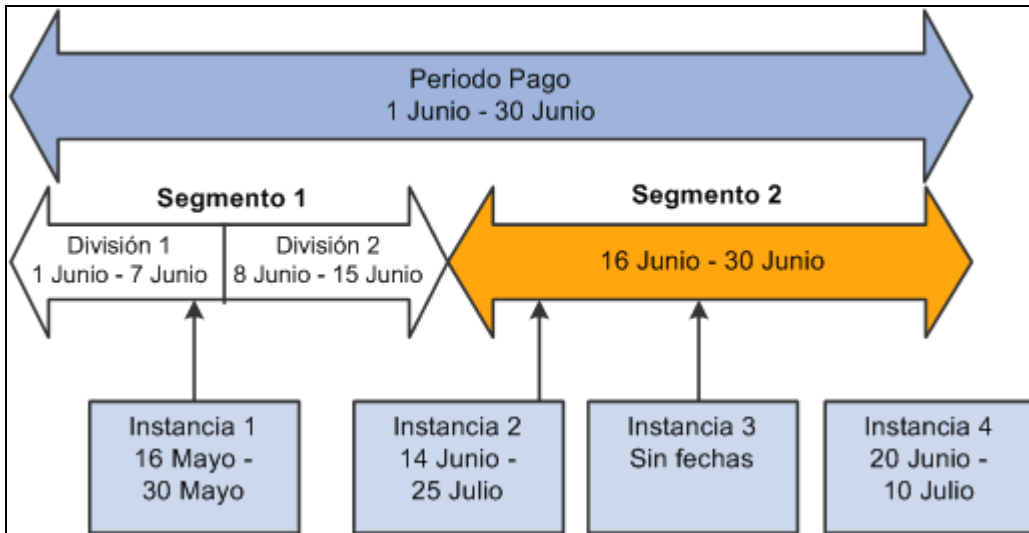 Periodo Pago
1 Junio - 30 Junio
Segmento 1
Segmento 2
División 1
1 Junio - 7 Junio
División 2
8 Junio - 15 Junio
16 Junio - 30 Junio
Instancia 1
16 Mayo -
30 Mayo
Instancia 2
14 Junio -
25 Julio
Instancia 3
Sin fechas
Instancia 4
20 Junio -
10 Julio